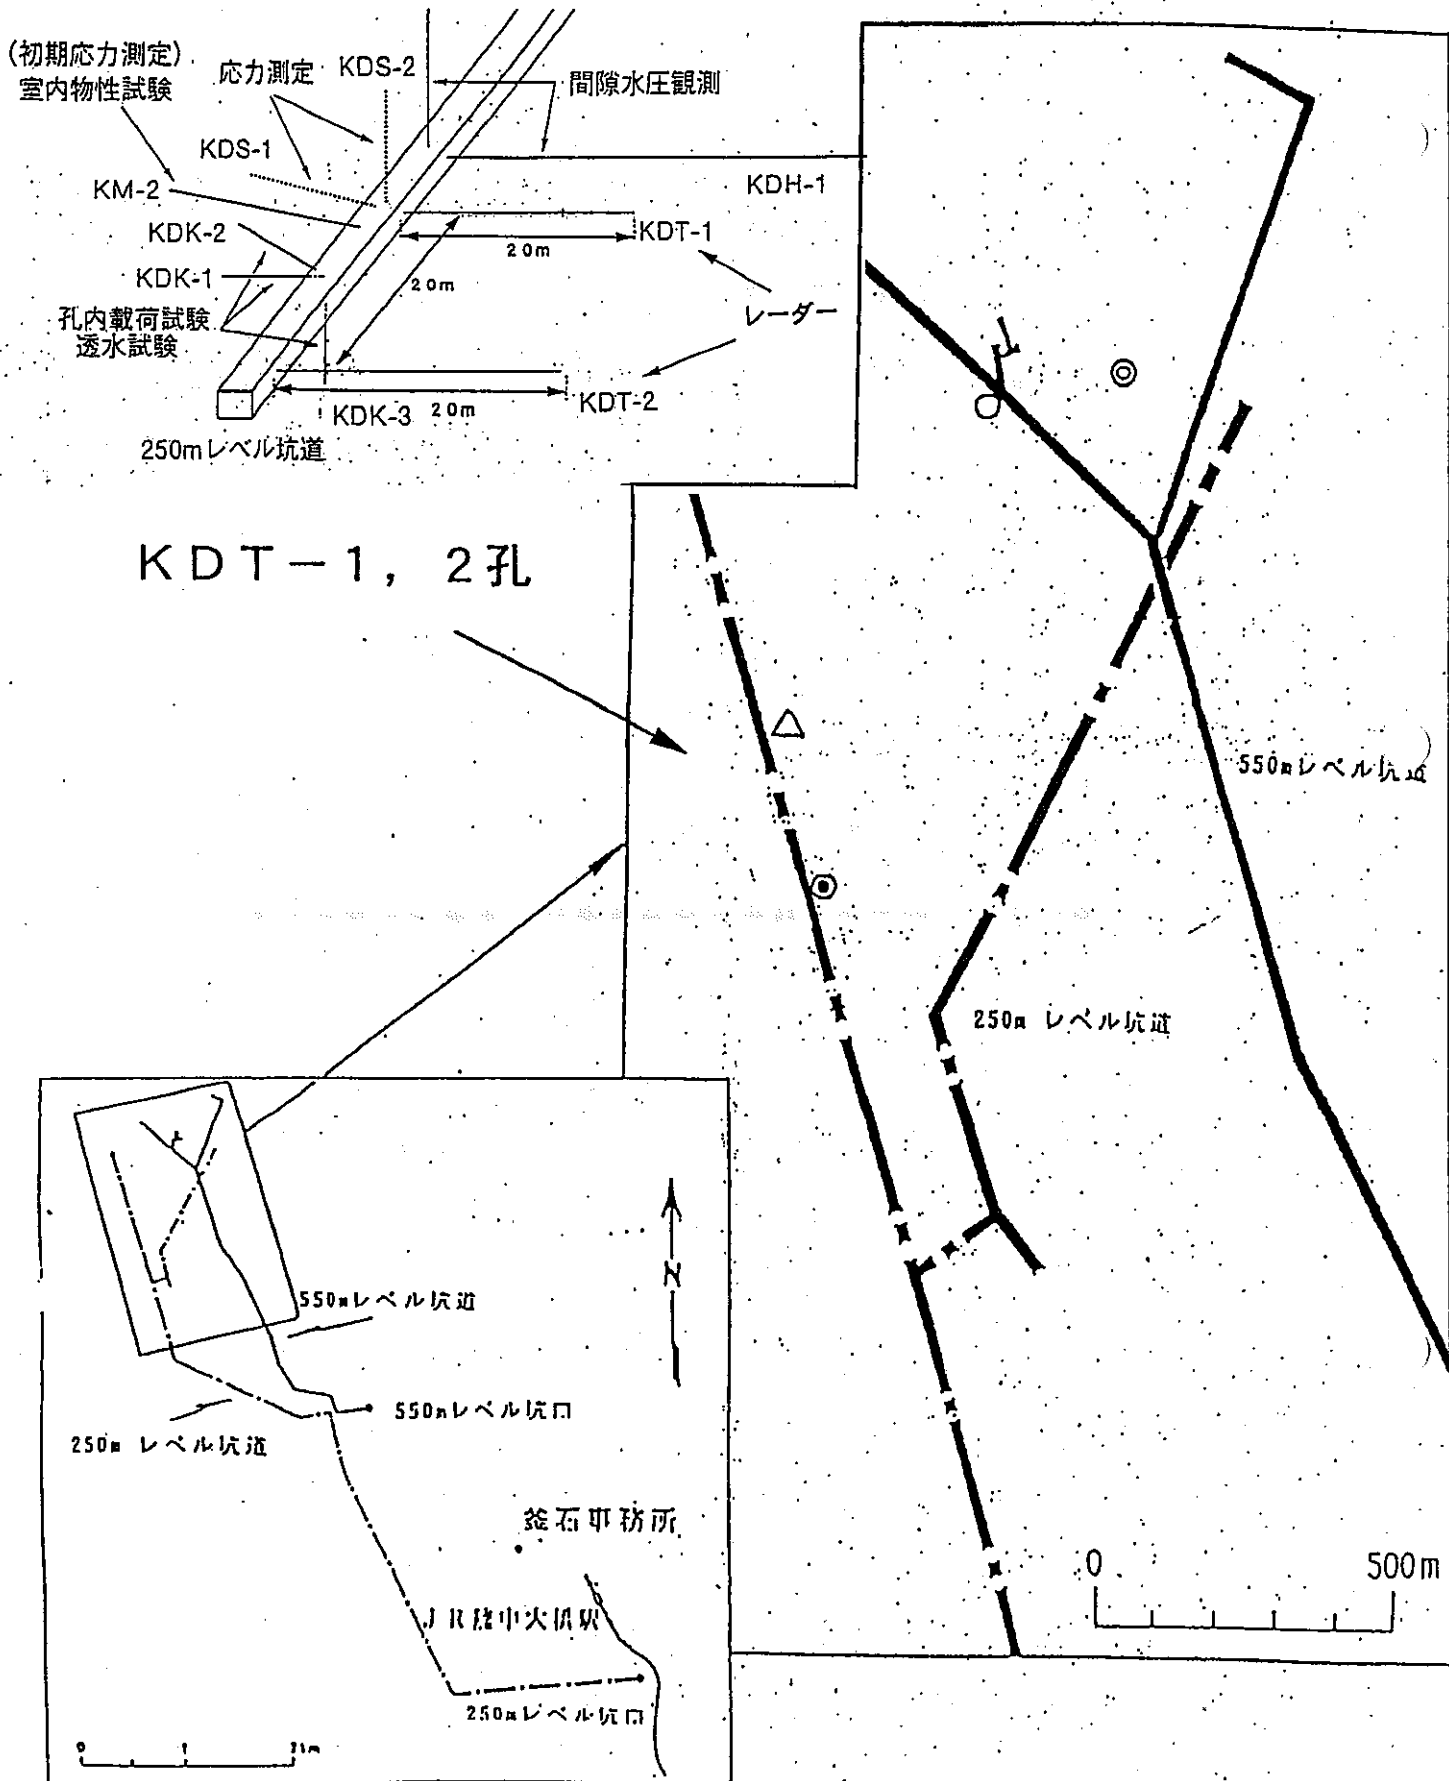 (初期応力測定)
室内物性試験
応力測定
KDS-2
間隙水圧観測
KDS-1
KM-2
KDH-1
KDK-2
KDT-1
20m
KDK-1
20m
孔内載荷試験
透水試験
レーダー
KDK-3
20m
KDT-2
250mレベル坑道
KDT-1, 2孔
550mレベル坑道
250m レベル坑道
N
550mレベル坑道
550mレベル坑口
250m レベル坑道
釜石事務所
JR陸中大橋駅
250mレベル坑口
0 500m
0 1